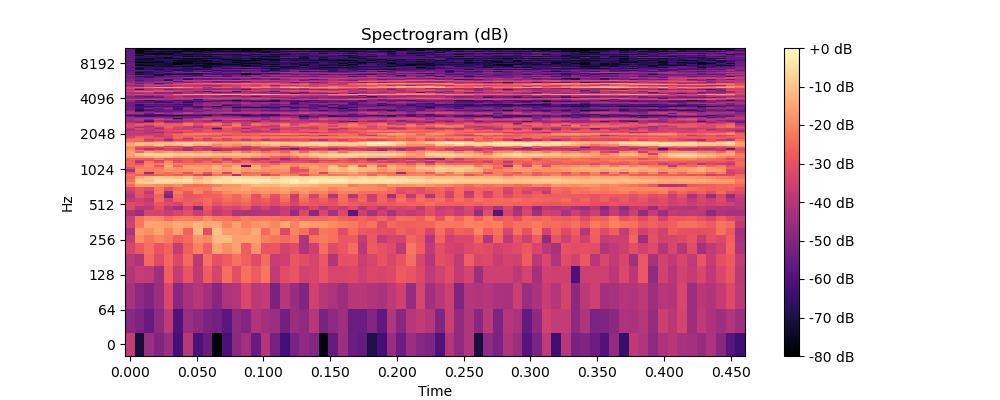 Spectrogram (dB)
Hz
8192
4096
2048
1024
512
256
128
64
0
0.000 0.050 0.100 0.150 0.200 0.250 0.300 0.350 0.400 0.450
Time
+0 dB
-10 dB
-20 dB
-30 dB
-40 dB
-50 dB
-60 dB
-70 dB
-80 dB